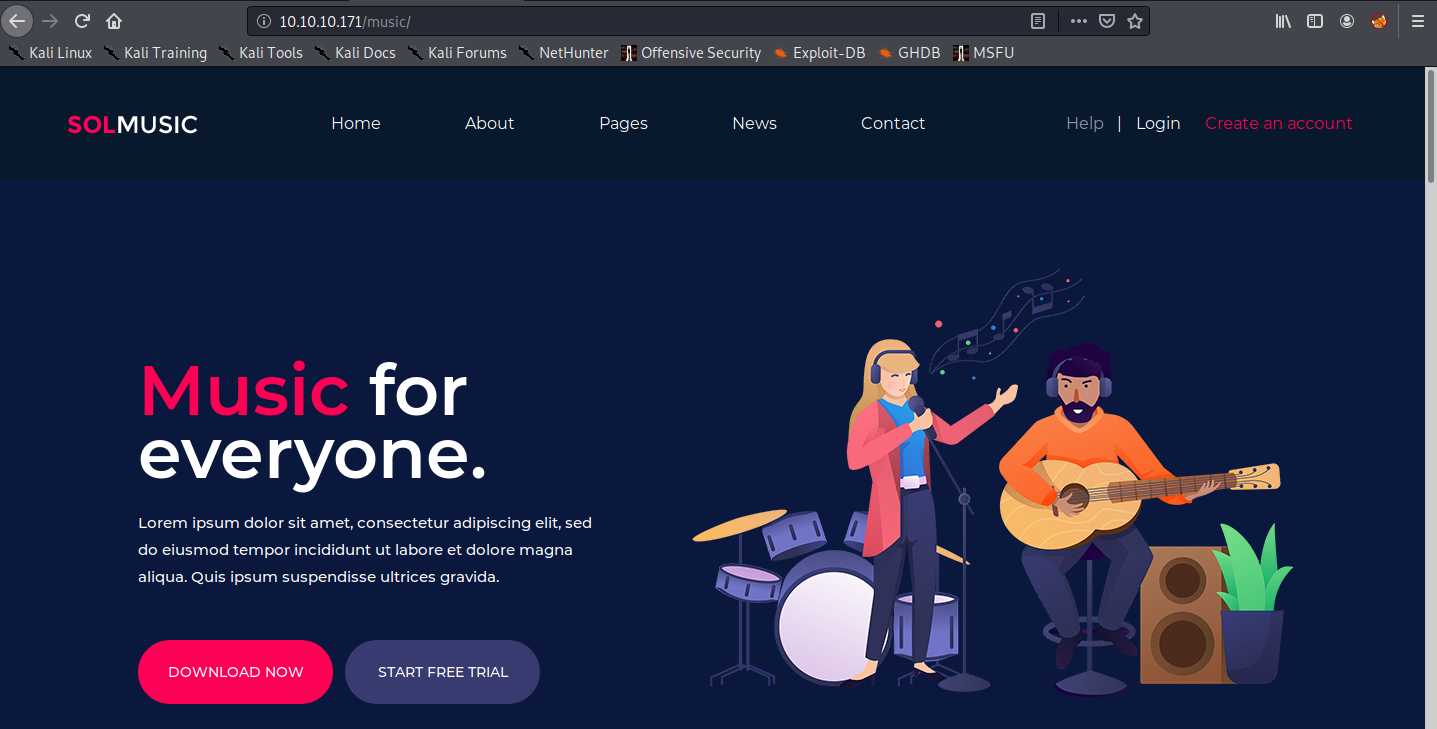 10.10.10.171/music/
Kali Linux Kali Training Kali Tools Kali Docs Kali Forums NetHunter Offensive Security Exploit-DB GHDB MSFU
SOLMUSIC Home About Pages News Contact Help | Login Create an account
Music for
everyone.
Lorem ipsum dolor sit amet, consectetur adipiscing elit, sed
do eiusmod tempor incididunt ut labore et dolore magna
aliqua. Quis ipsum suspendisse ultrices gravida.
DOWNLOAD NOW START FREE TRIAL